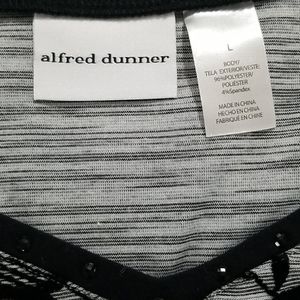 alfred dunner
L
BODY/
TELA EXTERIOR/VESTE:
96%POLYESTER/
POLIESTER
4%Spandex
MADE IN CHINA
HECHO EN CHINA
FABRIQUE EN CHINE